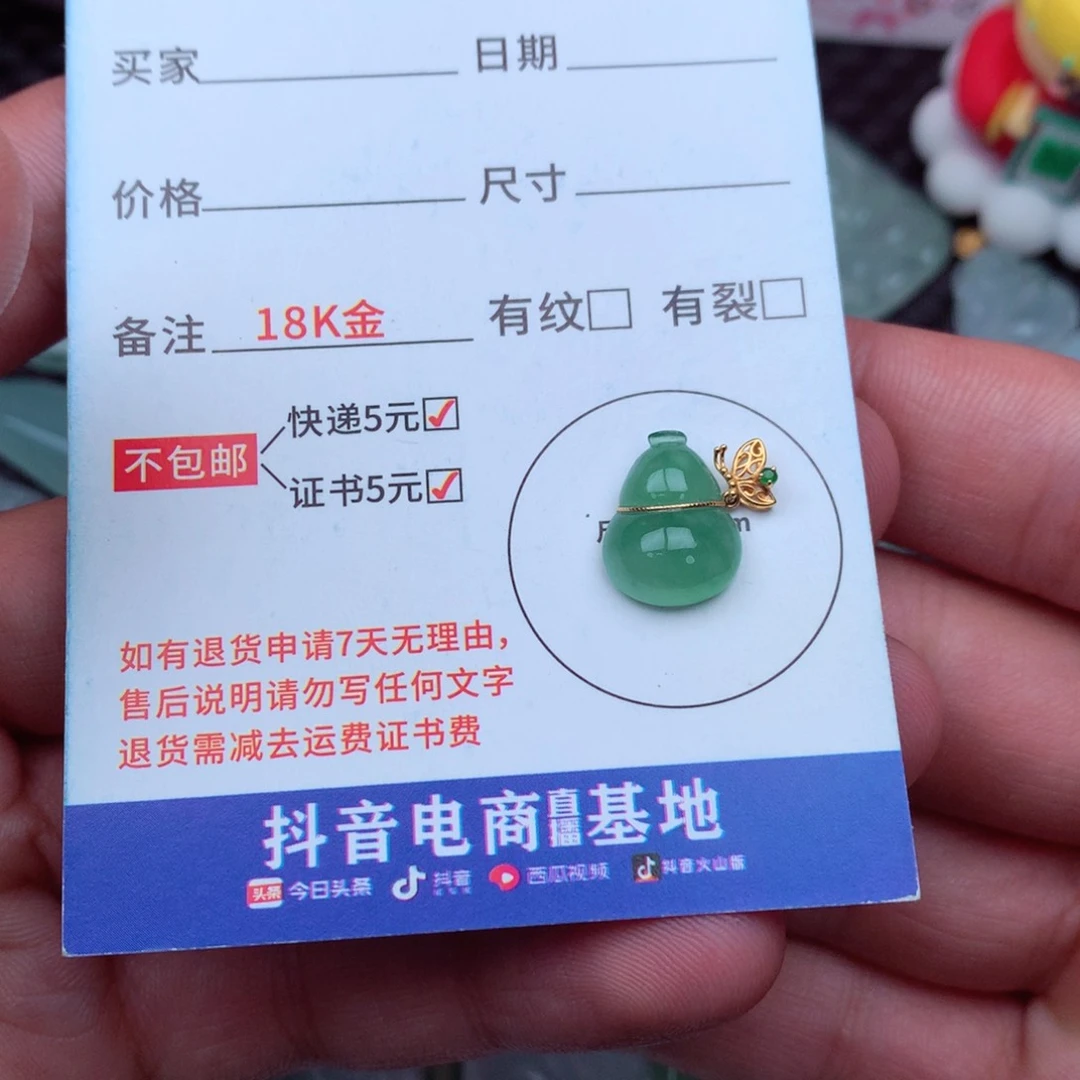 买家 日期
价格 尺寸
备注 18K金 有纹 有裂
快递5元
不包邮
证书5元
如有退货申请7天无理由，
售后说明请勿写任何文字
退货需减去运费证书费
抖音电商直播基地
头条 今日头条 抖音 西瓜视频 抖音火山版